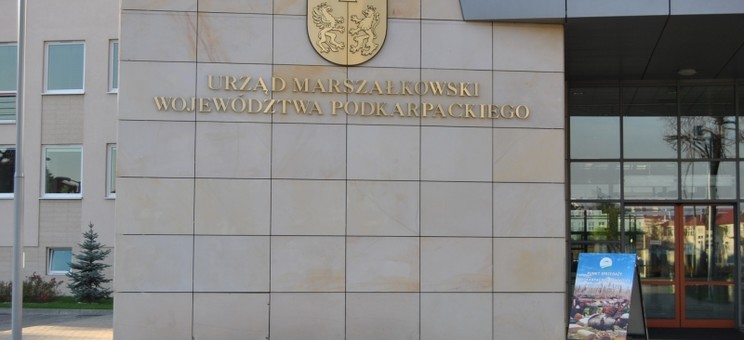 URZĄD MARSZAŁKOWSKI
WOJEWÓDZTWA PODKARPACKIEGO